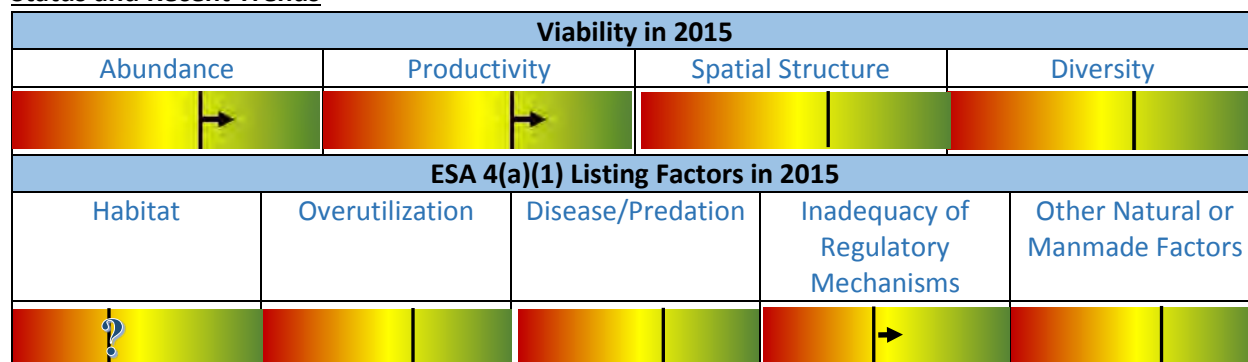 Status and Recent Trends
Viability in 2015
Abundance Productivity Spatial Structure Diversity
ESA 4(a)(1) Listing Factors in 2015
Habitat Overutilization Disease/Predation Inadequacy of Other Natural or
Regulatory Manmade Factors
Mechanisms
?